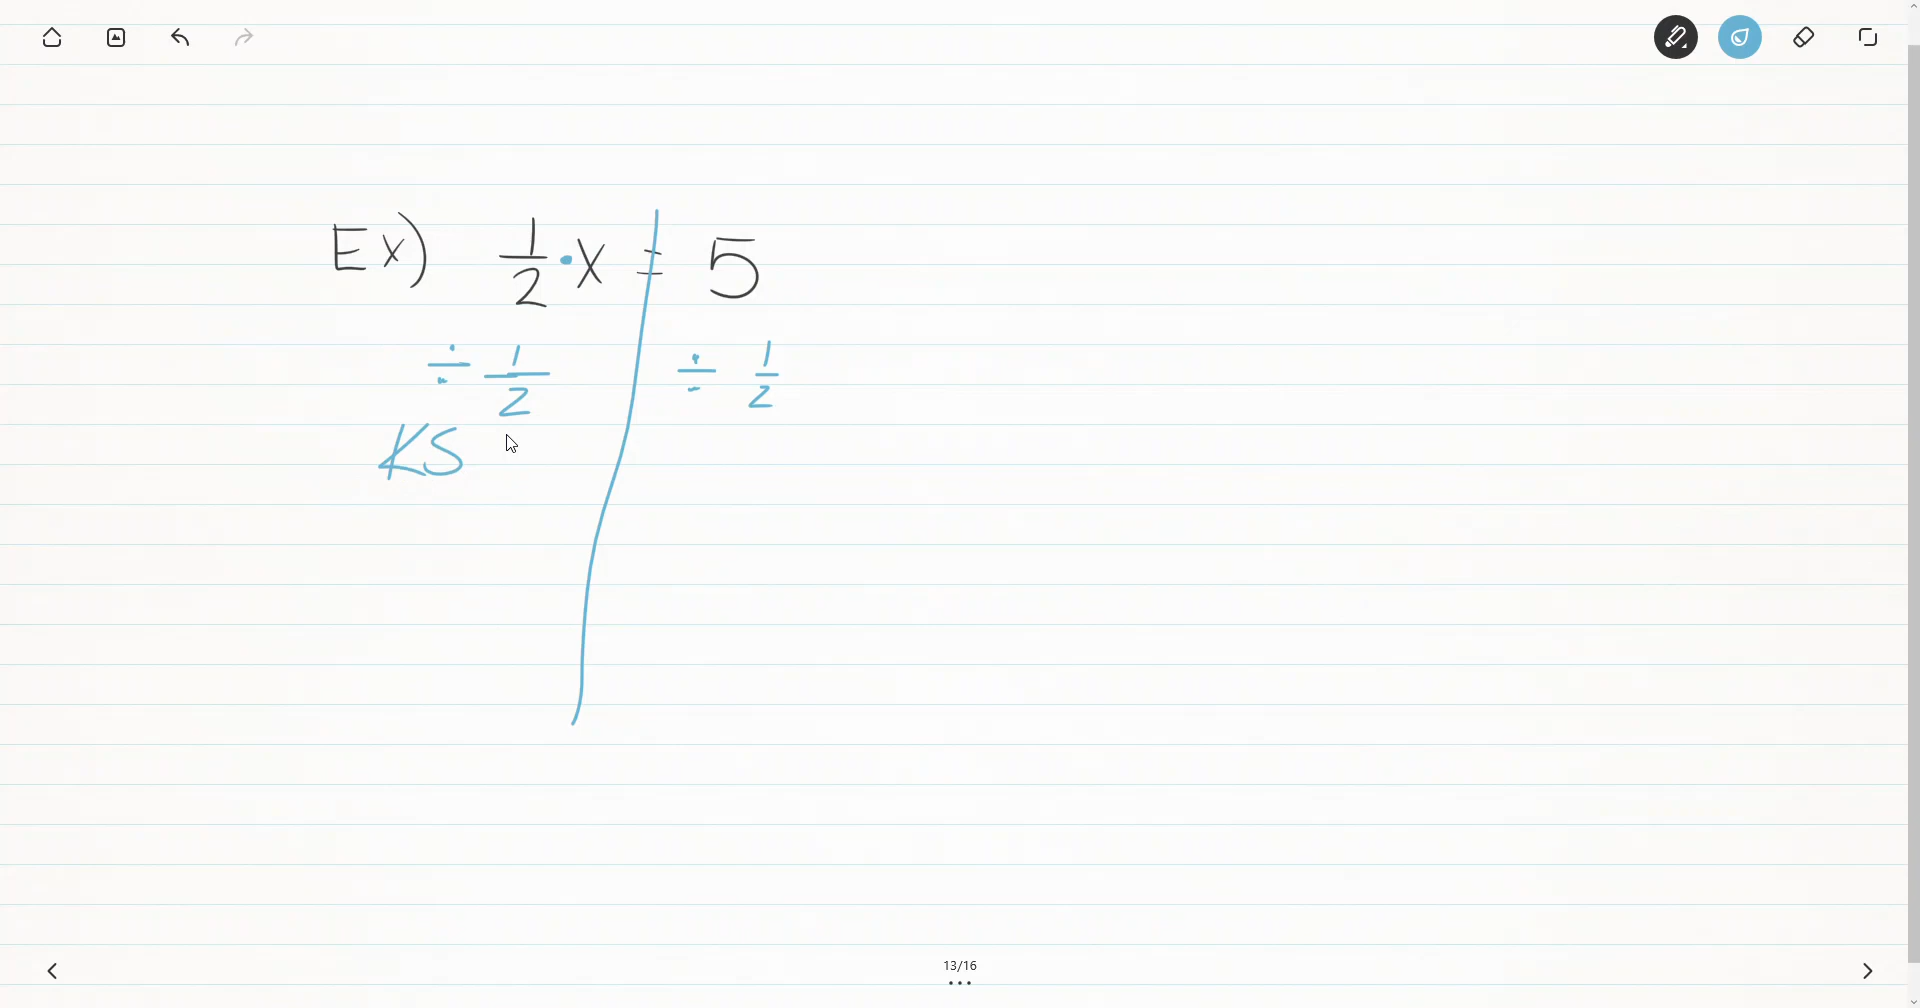 Ex) 1/2 • x = 5
÷ 1/2 ÷ 1/2
KS
13/16